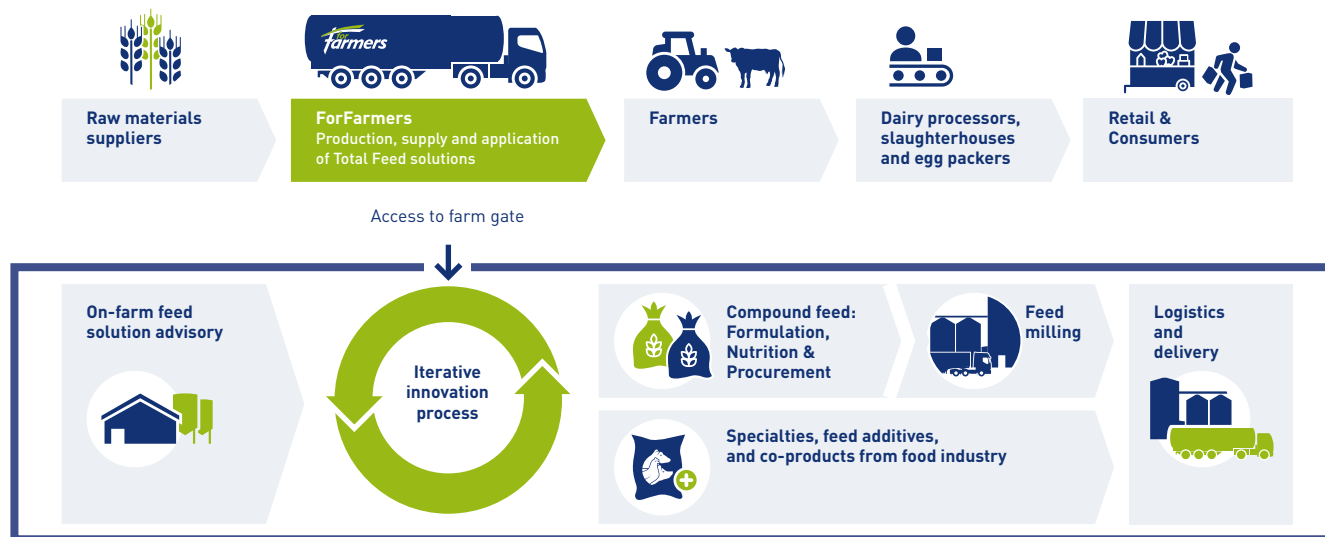 for
farmers
Raw materials
suppliers
ForFarmers
Production, supply and application
of Total Feed solutions
Farmers
Dairy processors,
slaughterhouses
and egg packers
Retail &
Consumers
Access to farm gate
On-farm feed
solution advisory
Iterative
innovation
process
Compound feed:
Formulation,
Nutrition &
Procurement
Feed
milling
Specialties, feed additives,
and co-products from food industry
Logistics
and
delivery